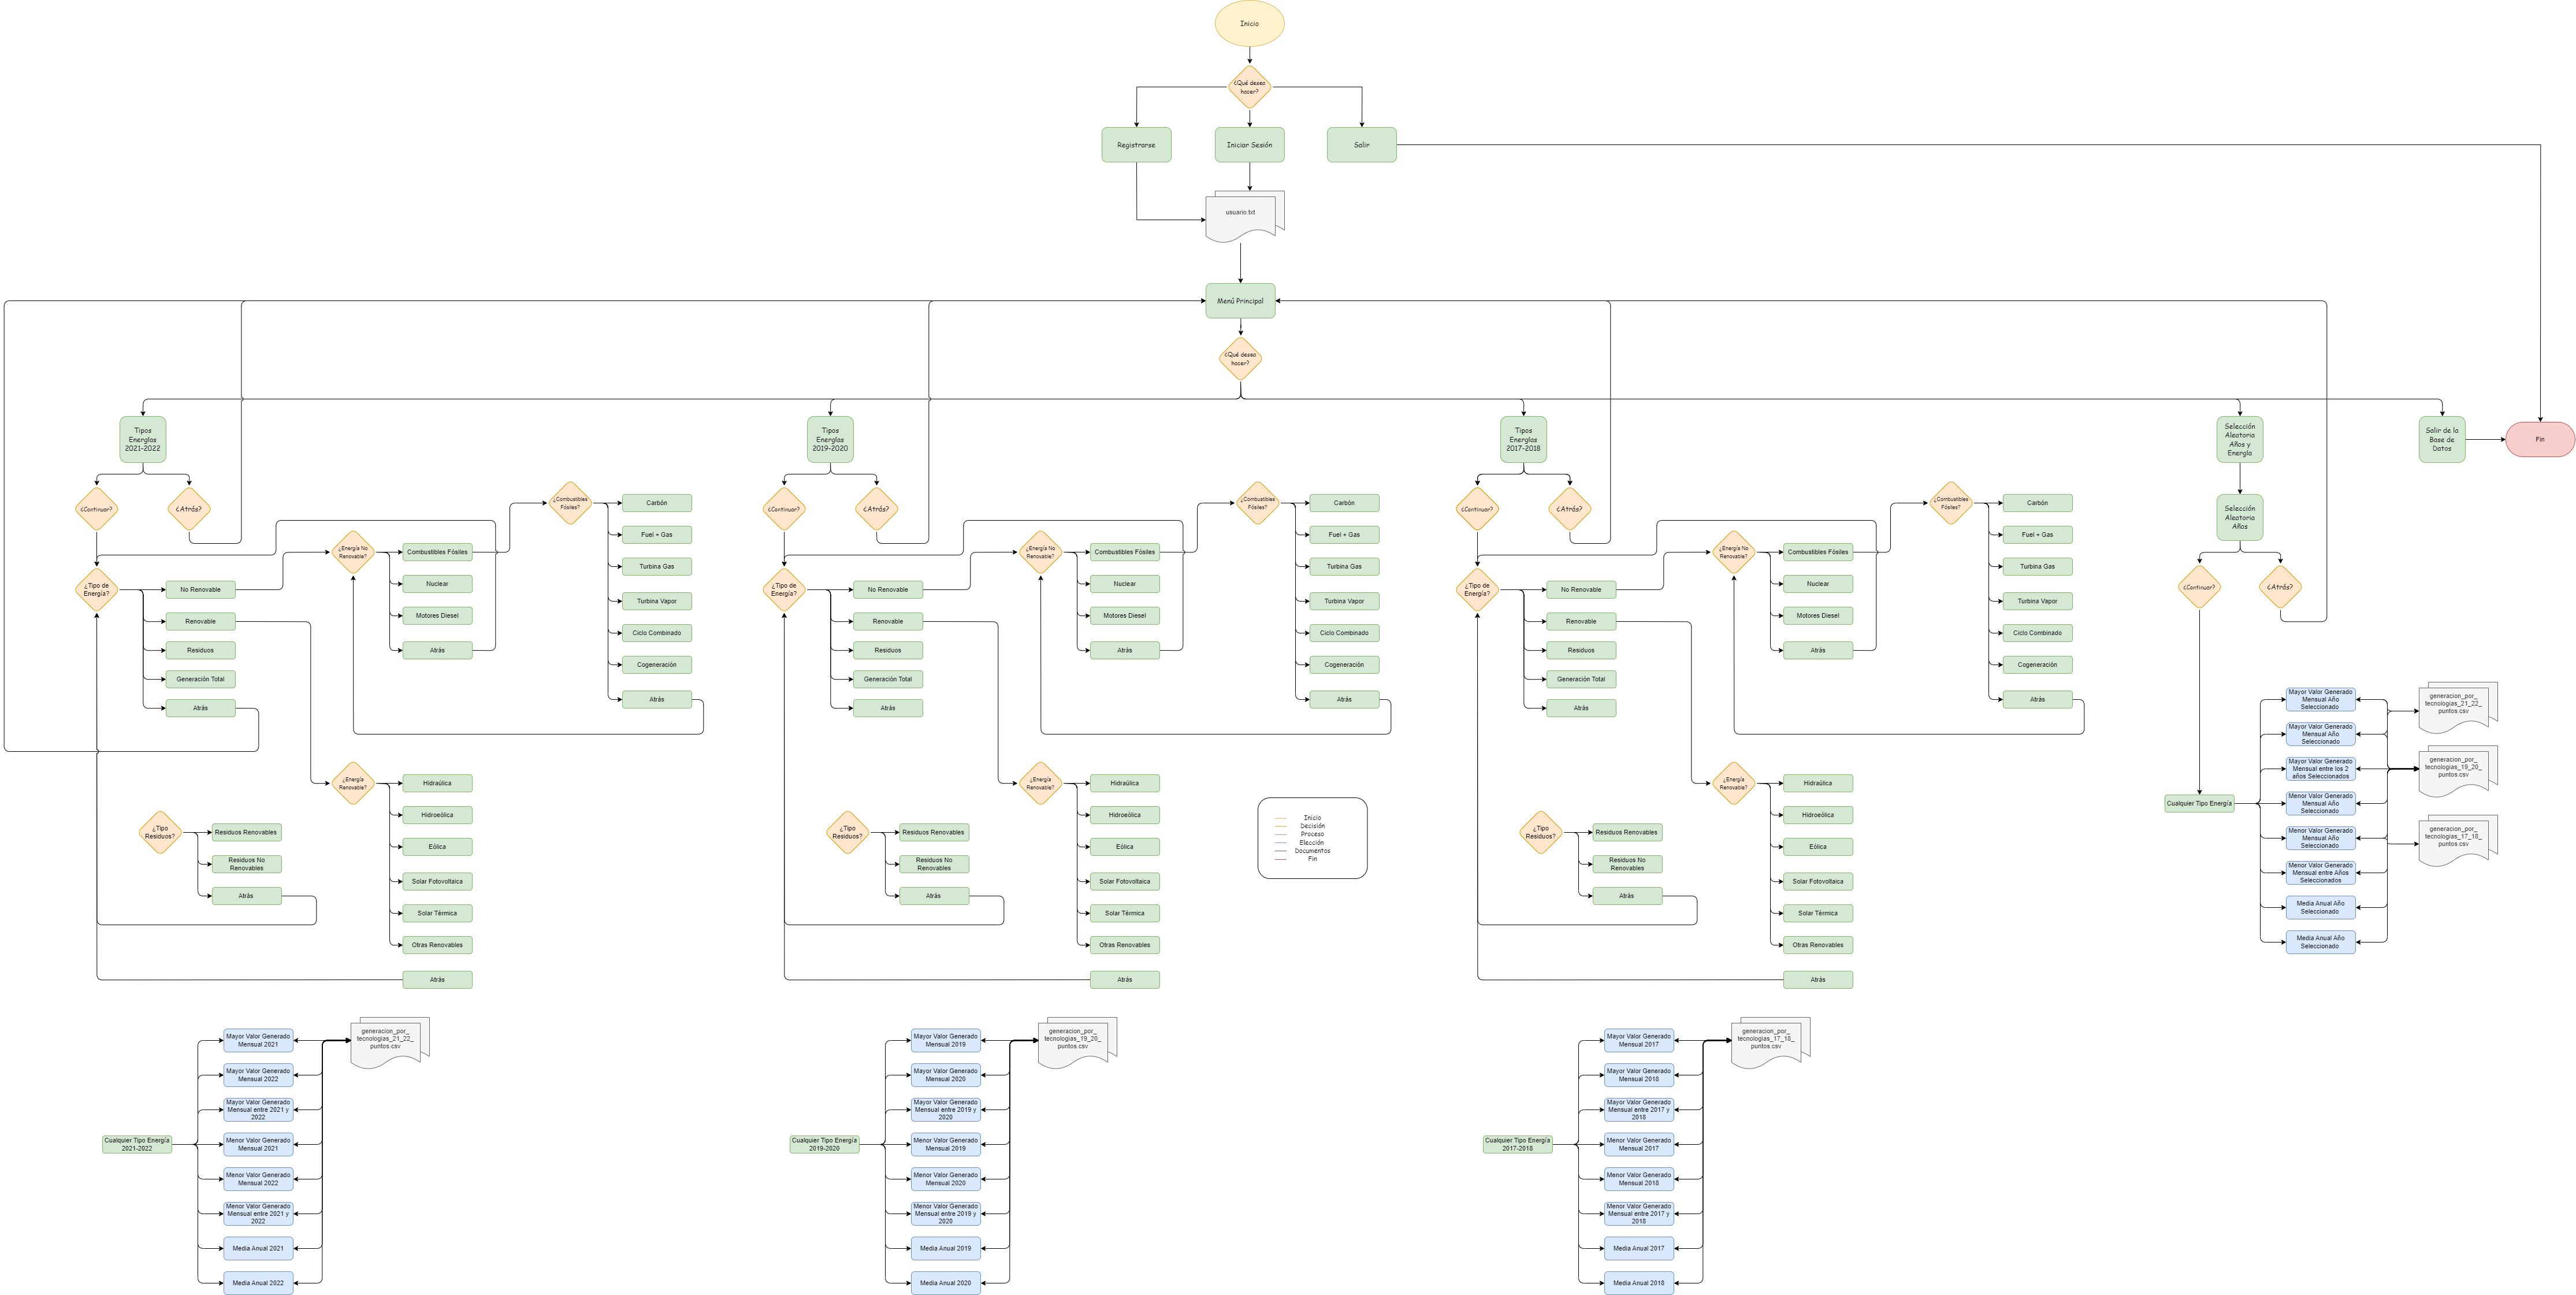 Inicio
¿Qué desea
hacer?
Registrarse
Iniciar Sesión
Salir
usuario.txt
Menú Principal
¿Qué desea
hacer?
Tipos
Energías
2021-2022
¿Continuar?
¿Atrás?
¿Tipo de
Energía?
No Renovable
Renovable
Residuos
Generación Total
Atrás
¿Energía No
Renovable?
Combustibles Fósiles
Nuclear
Motores Diesel
Atrás
¿Combustibles
Fósiles?
Carbón
Fuel + Gas
Turbina Gas
Turbina Vapor
Ciclo Combinado
Cogeneración
Atrás
¿Energía
Renovable?
Hidraúlica
Hidroeólica
Eólica
Solar Fotovoltaica
Solar Térmica
Otras Renovables
Atrás
¿Tipo
Residuos?
Residuos Renovables
Residuos No
Renovables
Atrás
Cualquier Tipo Energía
2021-2022
Mayor Valor Generado
Mensual 2021
Mayor Valor Generado
Mensual 2022
Mayor Valor Generado
Mensual entre 2021 y
2022
Menor Valor Generado
Mensual 2021
Menor Valor Generado
Mensual 2022
Menor Valor Generado
Mensual entre 2021 y
2022
Media Anual 2021
Media Anual 2022
generacion_por_
tecnologias_21_22_
puntos.csv
Tipos
Energías
2019-2020
¿Continuar?
¿Atrás?
¿Tipo de
Energía?
No Renovable
Renovable
Residuos
Generación Total
Atrás
¿Energía No
Renovable?
Combustibles Fósiles
Nuclear
Motores Diesel
Atrás
¿Combustibles
Fósiles?
Carbón
Fuel + Gas
Turbina Gas
Turbina Vapor
Ciclo Combinado
Cogeneración
Atrás
¿Energía
Renovable?
Hidraúlica
Hidroeólica
Eólica
Solar Fotovoltaica
Solar Térmica
Otras Renovables
Atrás
¿Tipo
Residuos?
Residuos Renovables
Residuos No
Renovables
Atrás
Cualquier Tipo Energía
2019-2020
Mayor Valor Generado
Mensual 2019
Mayor Valor Generado
Mensual 2020
Mayor Valor Generado
Mensual entre 2019 y
2020
Menor Valor Generado
Mensual 2019
Menor Valor Generado
Mensual 2020
Menor Valor Generado
Mensual entre 2019 y
2020
Media Anual 2019
Media Anual 2020
generacion_por_
tecnologias_19_20_
puntos.csv
Inicio
Decisión
Proceso
Elección
Documentos
Fin
Tipos
Energías
2017-2018
¿Continuar?
¿Atrás?
¿Tipo de
Energía?
No Renovable
Renovable
Residuos
Generación Total
Atrás
¿Energía No
Renovable?
Combustibles Fósiles
Nuclear
Motores Diesel
Atrás
¿Combustibles
Fósiles?
Carbón
Fuel + Gas
Turbina Gas
Turbina Vapor
Ciclo Combinado
Cogeneración
Atrás
¿Energía
Renovable?
Hidraúlica
Hidroeólica
Eólica
Solar Fotovoltaica
Solar Térmica
Otras Renovables
Atrás
¿Tipo
Residuos?
Residuos Renovables
Residuos No
Renovables
Atrás
Cualquier Tipo Energía
2017-2018
Mayor Valor Generado
Mensual 2017
Mayor Valor Generado
Mensual 2018
Mayor Valor Generado
Mensual entre 2017 y
2018
Menor Valor Generado
Mensual 2017
Menor Valor Generado
Mensual 2018
Menor Valor Generado
Mensual entre 2017 y
2018
Media Anual 2017
Media Anual 2018
generacion_por_
tecnologias_17_18_
puntos.csv
Selección
Aleatoria
Años y
Energía
Selección
Aleatoria
Años
¿Continuar?
¿Atrás?
Cualquier Tipo Energía
Mayor Valor Generado
Mensual Año
Seleccionado
Mayor Valor Generado
Mensual Año
Seleccionado
Mayor Valor Generado
Mensual entre los 2
años Seleccionados
Menor Valor Generado
Mensual Año
Seleccionado
Menor Valor Generado
Mensual Año
Seleccionado
Menor Valor Generado
Mensual entre Años
Seleccionados
Media Anual Año
Seleccionado
Media Anual Año
Seleccionado
generacion_por_
tecnologias_21_22_
puntos.csv
generacion_por_
tecnologias_19_20_
puntos.csv
generacion_por_
tecnologias_17_18_
puntos.csv
Salir de la
Base de
Datos
Fin